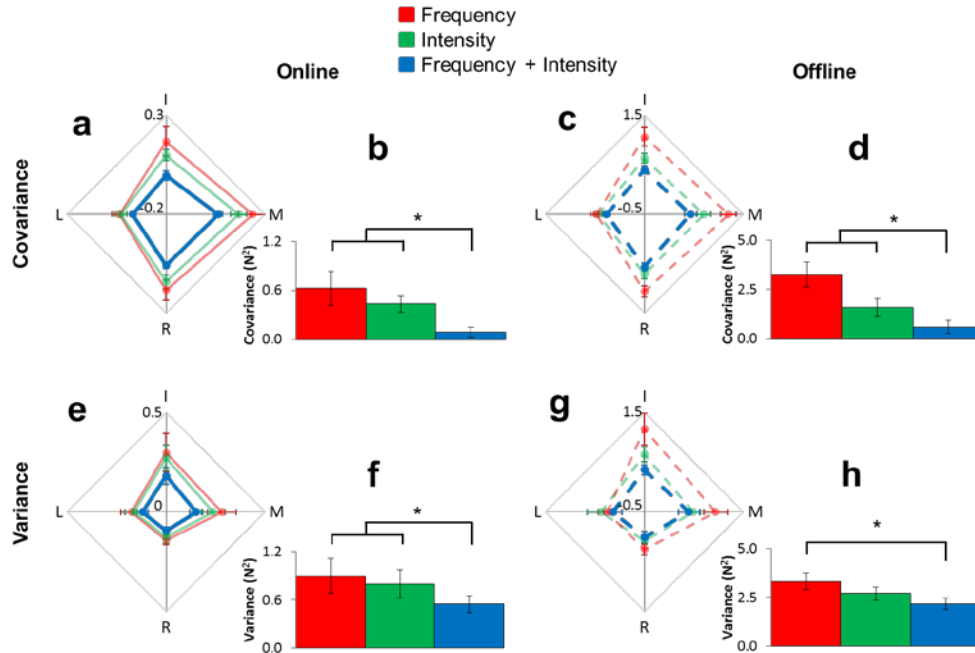 Frequency
Intensity
Frequency + Intensity
Online
Offline
Covariance
a
I
0.3
L
-0.2
M
R
b
*
Covariance (N²)
1.2
0.6
0.0
c
I
1.5
L
-0.5
M
R
d
*
Covariance (N²)
5.0
2.5
0.0
Variance
e
I
0.5
L
0
M
R
f
*
Variance (N²)
1.2
0.6
0.0
g
I
1.5
L
0.5
M
R
h
*
Variance (N²)
5.0
2.5
0.0